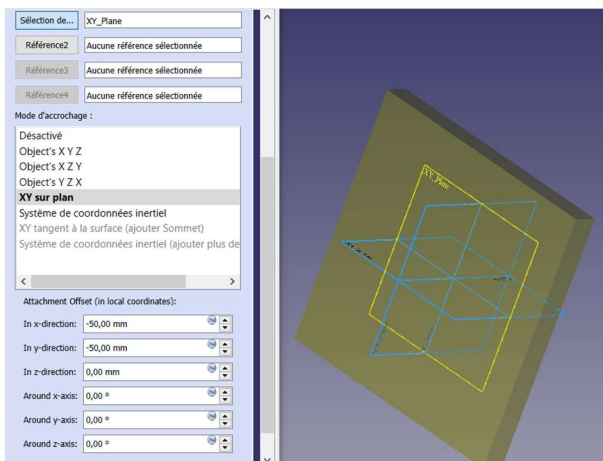 Sélection de... XY_Plane
Référence2 Aucune référence sélectionnée
Référence3 Aucune référence sélectionnée
Référence4 Aucune référence sélectionnée
Mode d'accrochage :
Désactivé
Object's X Y Z
Object's X Z Y
Object's Y Z X
XY sur plan
Système de coordonnées inertiel
XY tangent à la surface (ajouter Sommet)
Système de coordonnées inertiel (ajouter plus de
Attachment Offset (in local coordinates):
In x-direction: -50,00 mm
In y-direction: -50,00 mm
In z-direction: 0,00 mm
Around x-axis: 0,00 °
Around y-axis: 0,00 °
Around z-axis: 0,00 °
XY_Plane